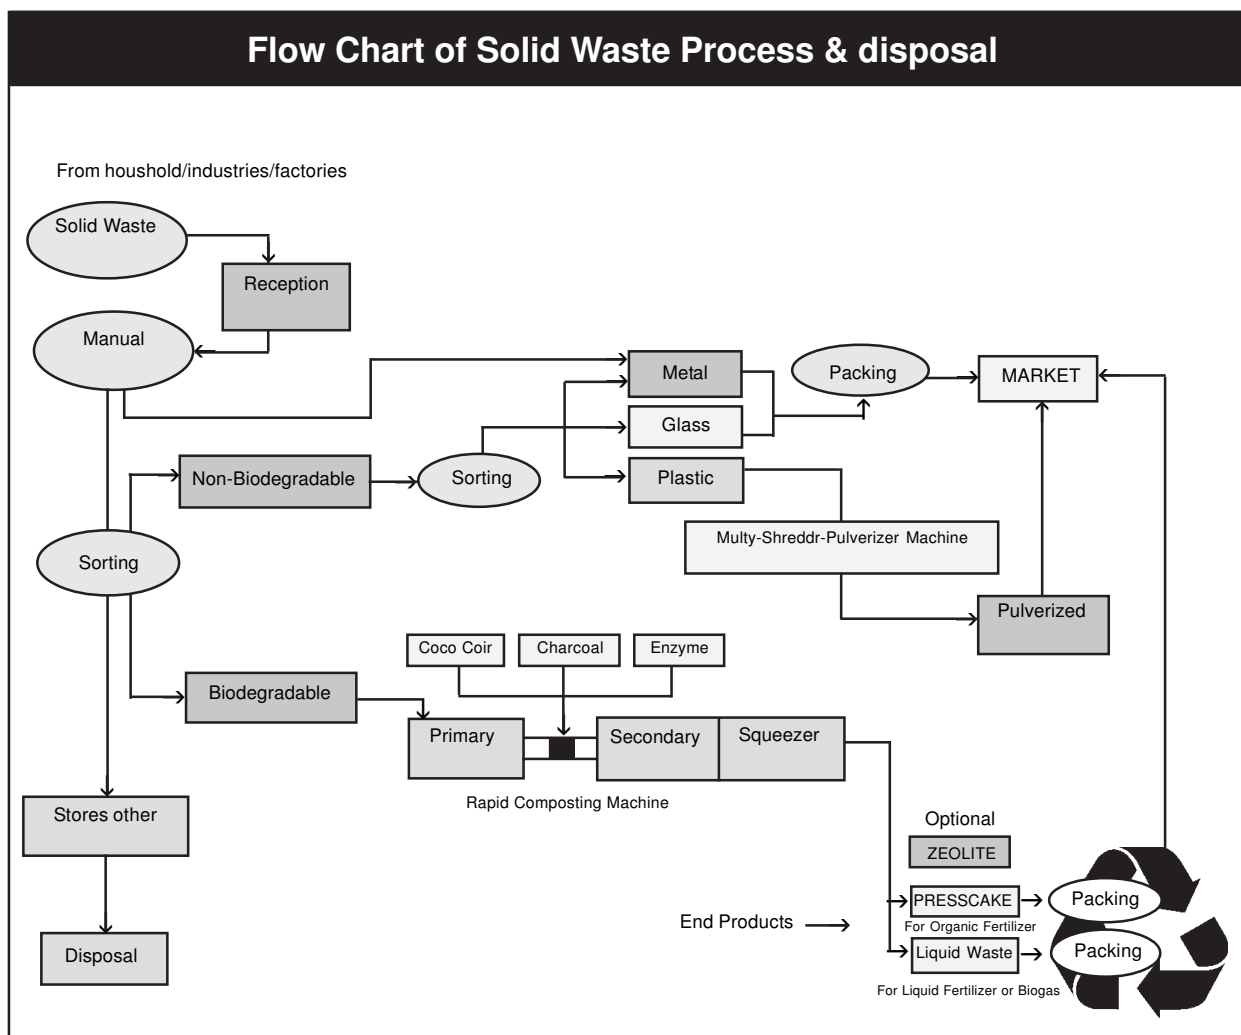 Flow Chart of Solid Waste Process & disposal
From houshold/industries/factories
Solid Waste
Reception
Manual
Metal
Packing
MARKET
Glass
Non-Biodegradable
Sorting
Plastic
Multy-Shreddr-Pulverizer Machine
Sorting
Pulverized
Coco Coir
Charcoal
Enzyme
Biodegradable
Primary
Secondary
Squeezer
Rapid Composting Machine
Stores other
Optional
ZEOLITE
PRESSCAKE
Packing
End Products
For Organic Fertilizer
Disposal
Liquid Waste
Packing
For Liquid Fertilizer or Biogas